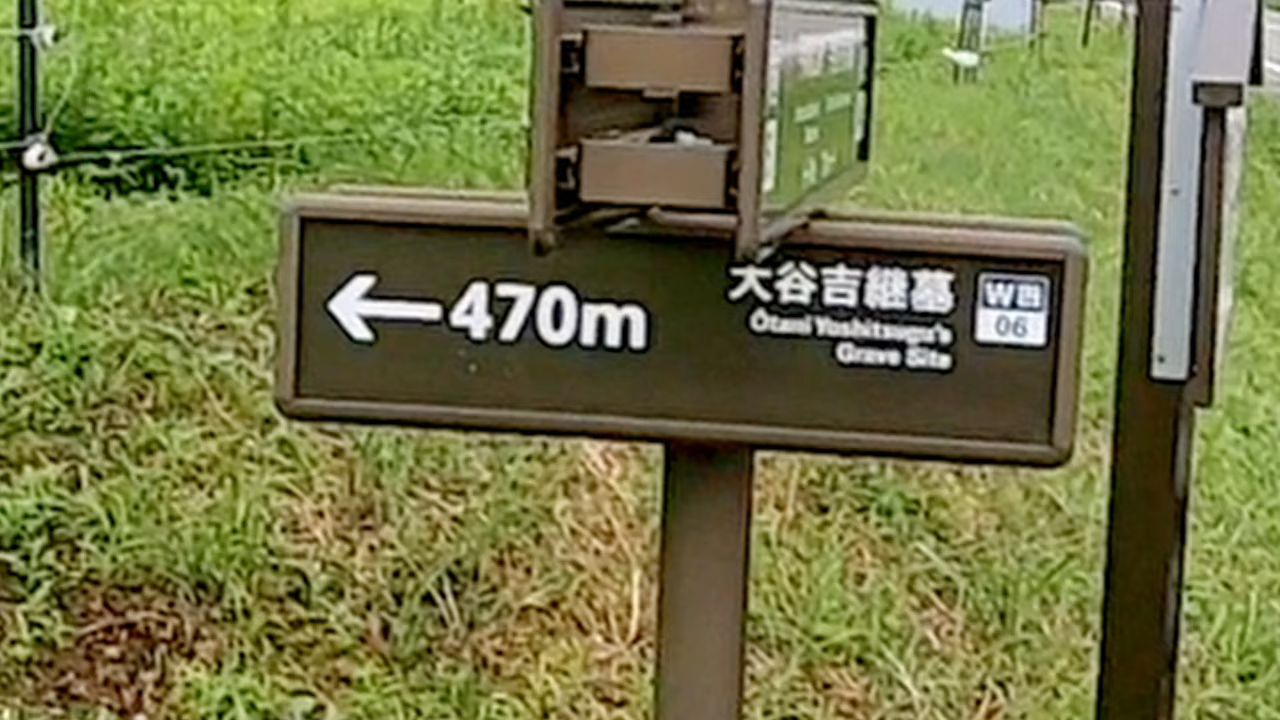 ←470m
大谷吉継墓
Ōtani Yoshitsugu's
Grave Site
W西
06